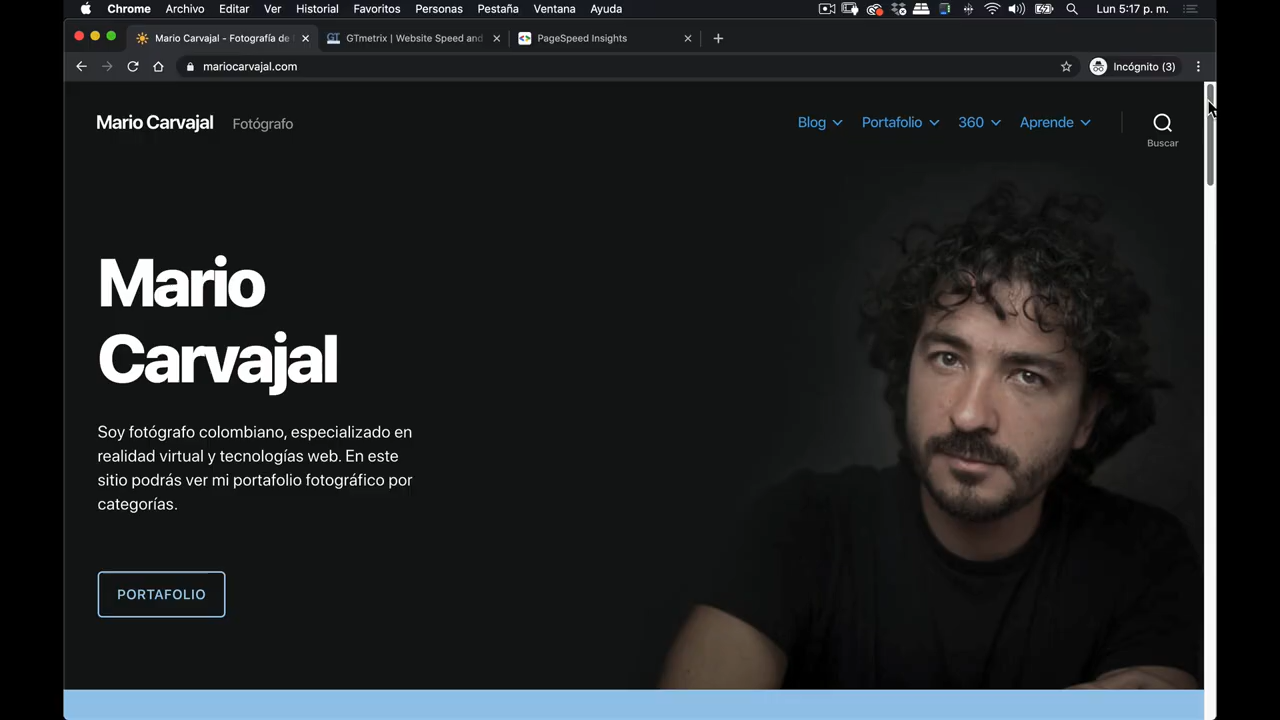 Chrome Archivo Editar Ver Historial Favoritos Personas Pestaña Ventana Ayuda Lun 5:17 p. m.
Mario Carvajal - Fotografía de GTmetrix | Website Speed and PageSpeed Insights
mariocarvajal.com Incógnito (3)
Mario Carvajal Fotógrafo Blog Portafolio 360 Aprende
Buscar
Mario
Carvajal
Soy fotógrafo colombiano, especializado en
realidad virtual y tecnologías web. En este
sitio podrás ver mi portafolio fotográfico por
categorías.
PORTAFOLIO